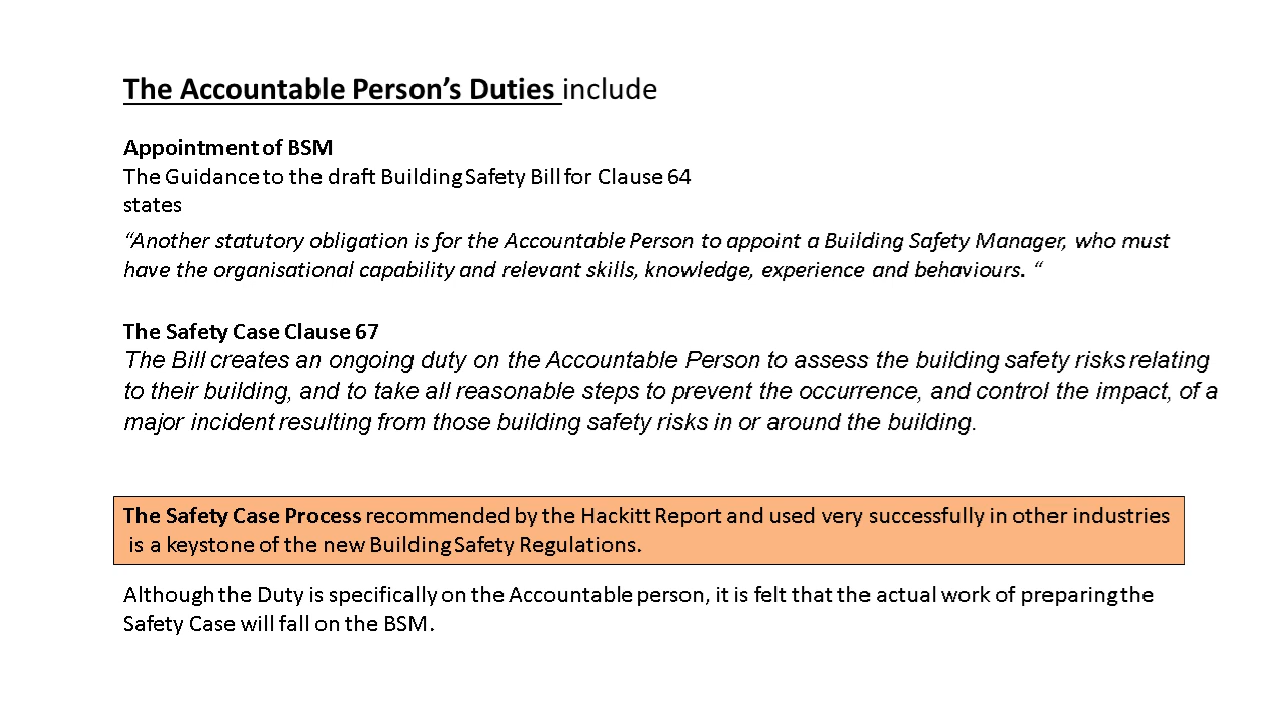 The Accountable Person’s Duties include
Appointment of BSM
The Guidance to the draft Building Safety Bill for Clause 64
states
“Another statutory obligation is for the Accountable Person to appoint a Building Safety Manager, who must
have the organisational capability and relevant skills, knowledge, experience and behaviours. “
The Safety Case Clause 67
The Bill creates an ongoing duty on the Accountable Person to assess the building safety risks relating
to their building, and to take all reasonable steps to prevent the occurrence, and control the impact, of a
major incident resulting from those building safety risks in or around the building.
The Safety Case Process recommended by the Hackitt Report and used very successfully in other industries
is a keystone of the new Building Safety Regulations.
Although the Duty is specifically on the Accountable person, it is felt that the actual work of preparing the
Safety Case will fall on the BSM.